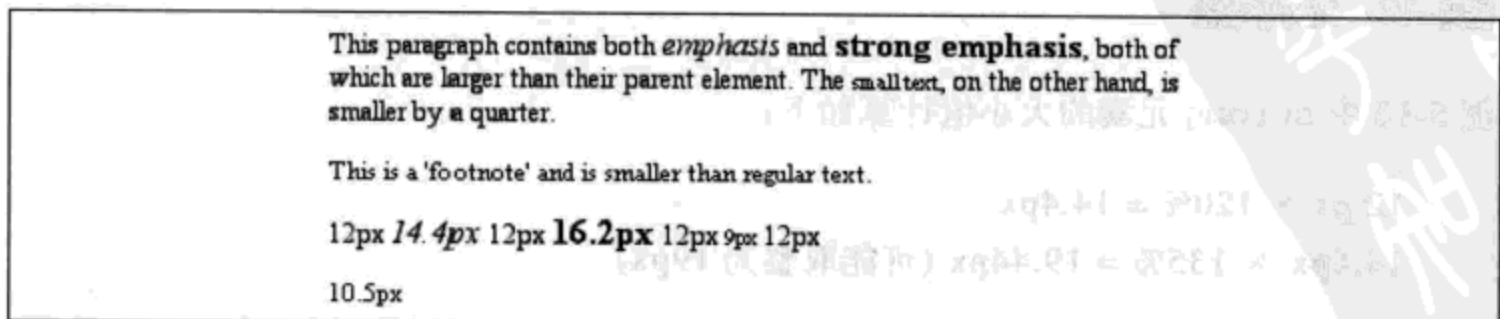 This paragraph contains both emphasis and strong emphasis, both of
which are larger than their parent element. The small text, on the other hand, is
smaller by a quarter.
This is a 'footnote' and is smaller than regular text.
12px 14.4px 12px 16.2px 12px 9px 12px
10.5px